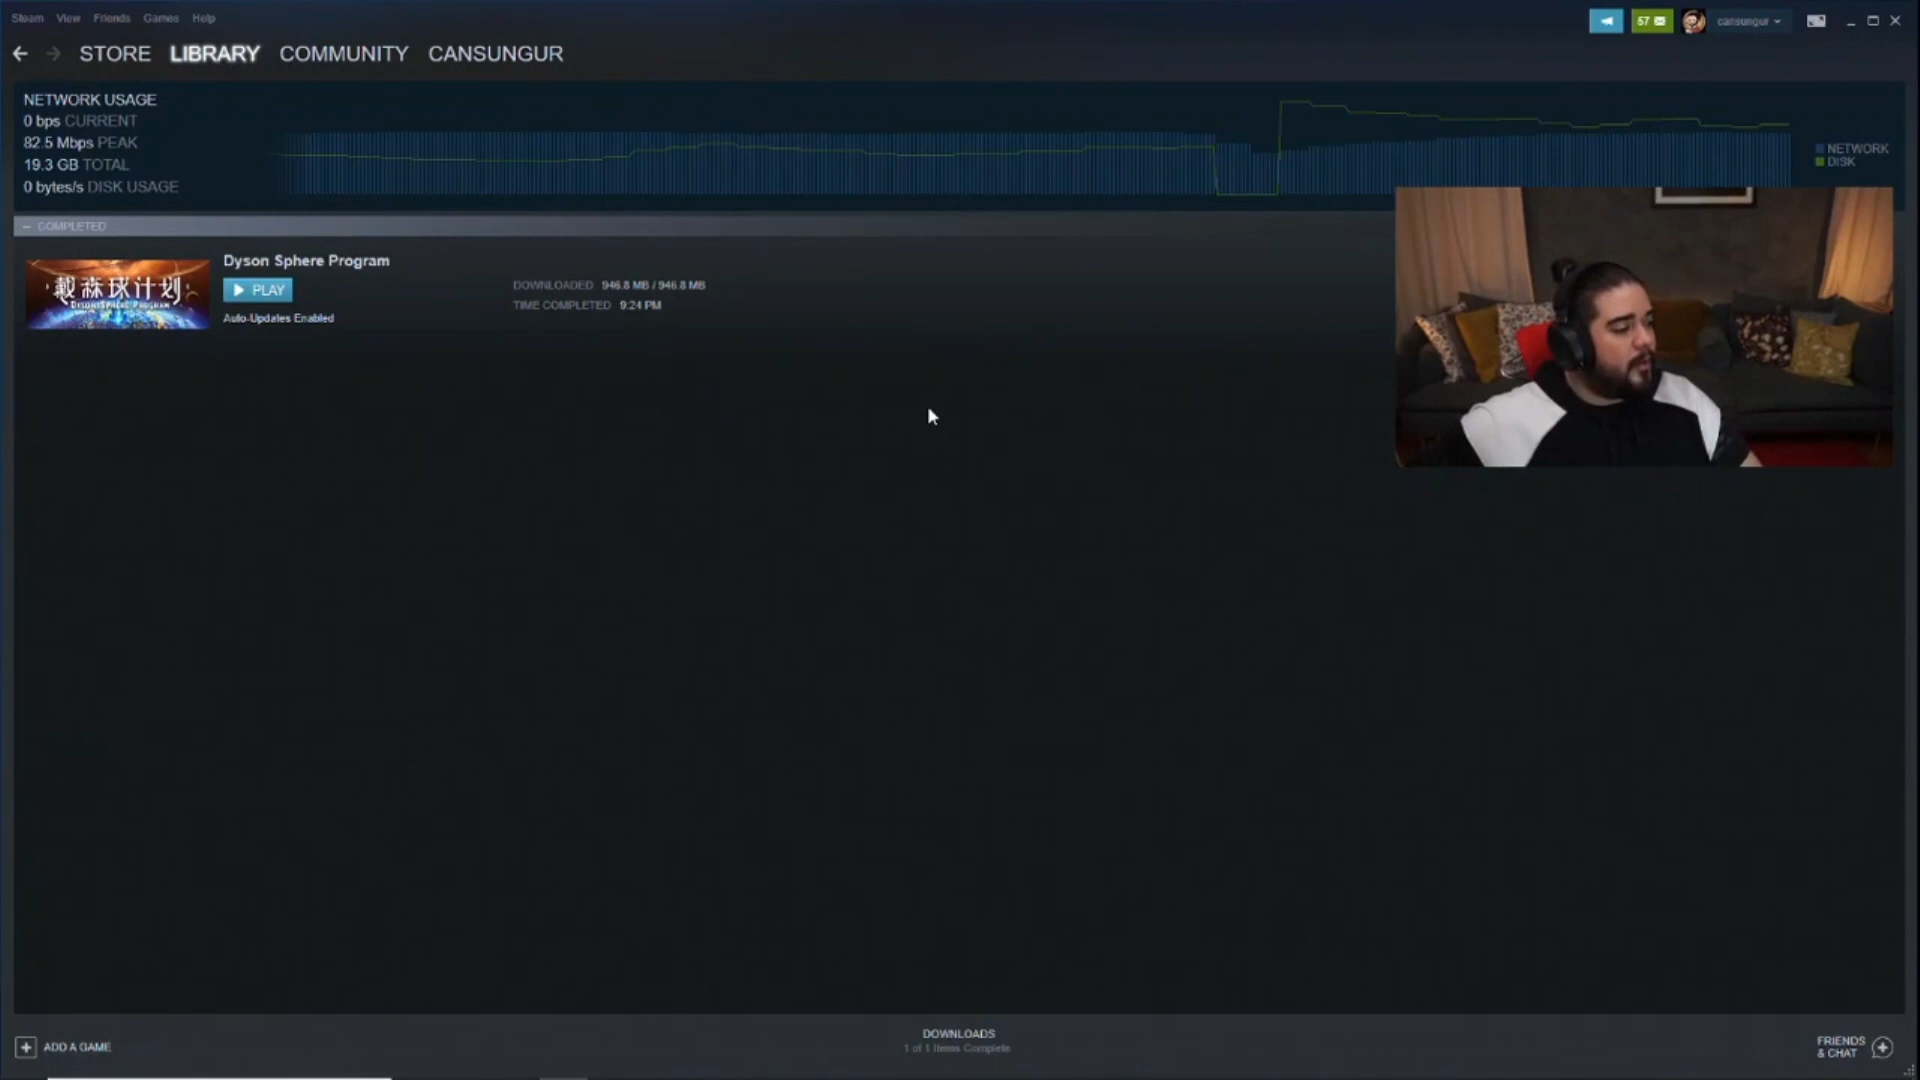 Steam View Friends Games Help
57
cansungur
STORE LIBRARY COMMUNITY CANSUNGUR
NETWORK USAGE
0 bps CURRENT
82.5 Mbps PEAK
19.3 GB TOTAL
0 bytes/s DISK USAGE
NETWORK
DISK
COMPLETED
戴森球计划
DYSON SPHERE PROGRAM
Dyson Sphere Program
PLAY
Auto-Updates Enabled
DOWNLOADED 946.8 MB / 946.8 MB
TIME COMPLETED 9:24 PM
ADD A GAME
DOWNLOADS
1 of 1 Items Complete
FRIENDS
& CHAT